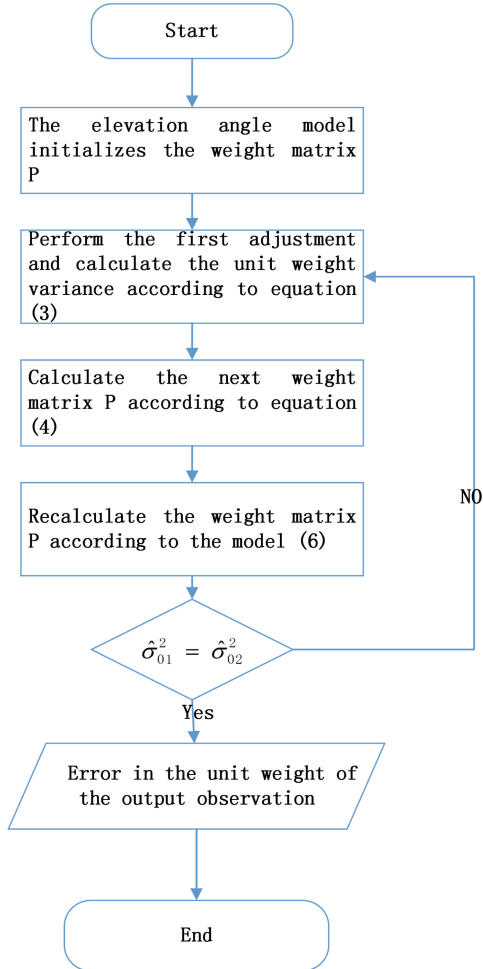 Start
The elevation angle model
initializes the weight matrix
P
Perform the first adjustment
and calculate the unit weight
variance according to equation
(3)
Calculate the next weight
matrix P according to equation
(4)
Recalculate the weight matrix
P according to the model (6)
NO
σ̂²₀₁ = σ̂²₀₂
Yes
Error in the unit weight of
the output observation
End